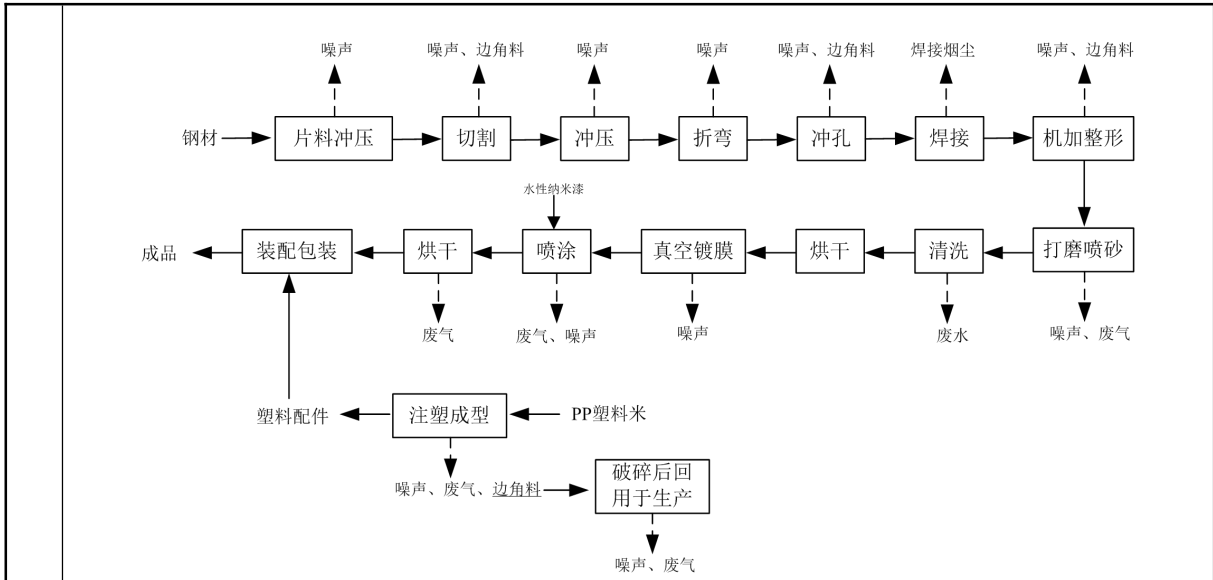 噪声
噪声、边角料
噪声
噪声
噪声、边角料
焊接烟尘
噪声、边角料
钢材
片料冲压
切割
冲压
折弯
冲孔
焊接
机加整形
水性纳米漆
成品
装配包装
烘干
喷涂
真空镀膜
烘干
清洗
打磨喷砂
废气
废气、噪声
噪声
废水
噪声、废气
塑料配件
注塑成型
PP塑料米
噪声、废气、边角料
破碎后回
用于生产
噪声、废气